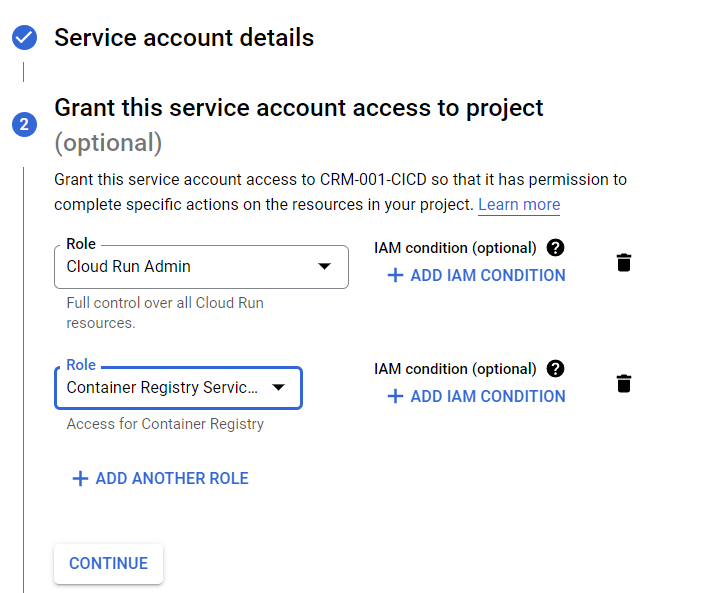 Service account details
2
Grant this service account access to project
(optional)
Grant this service account access to CRM-001-CICD so that it has permission to
complete specific actions on the resources in your project. Learn more
Role
Cloud Run Admin
IAM condition (optional) ?
+ ADD IAM CONDITION
Full control over all Cloud Run
resources.
Role
Container Registry Servic...
IAM condition (optional) ?
+ ADD IAM CONDITION
Access for Container Registry
+ ADD ANOTHER ROLE
CONTINUE